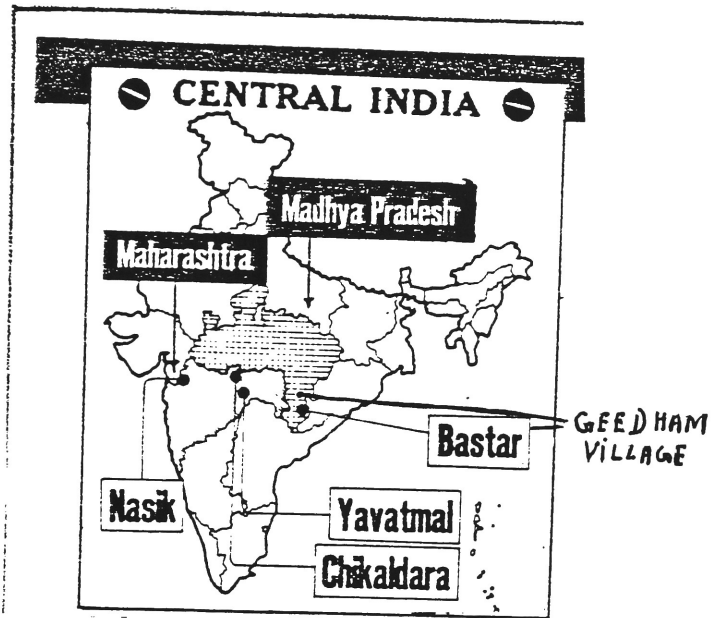 CENTRAL INDIA
Madhya Pradesh
Maharashtra
GEEDHAM
VILLAGE
Bastar
Nasik
Yavatmal
Chikaldara